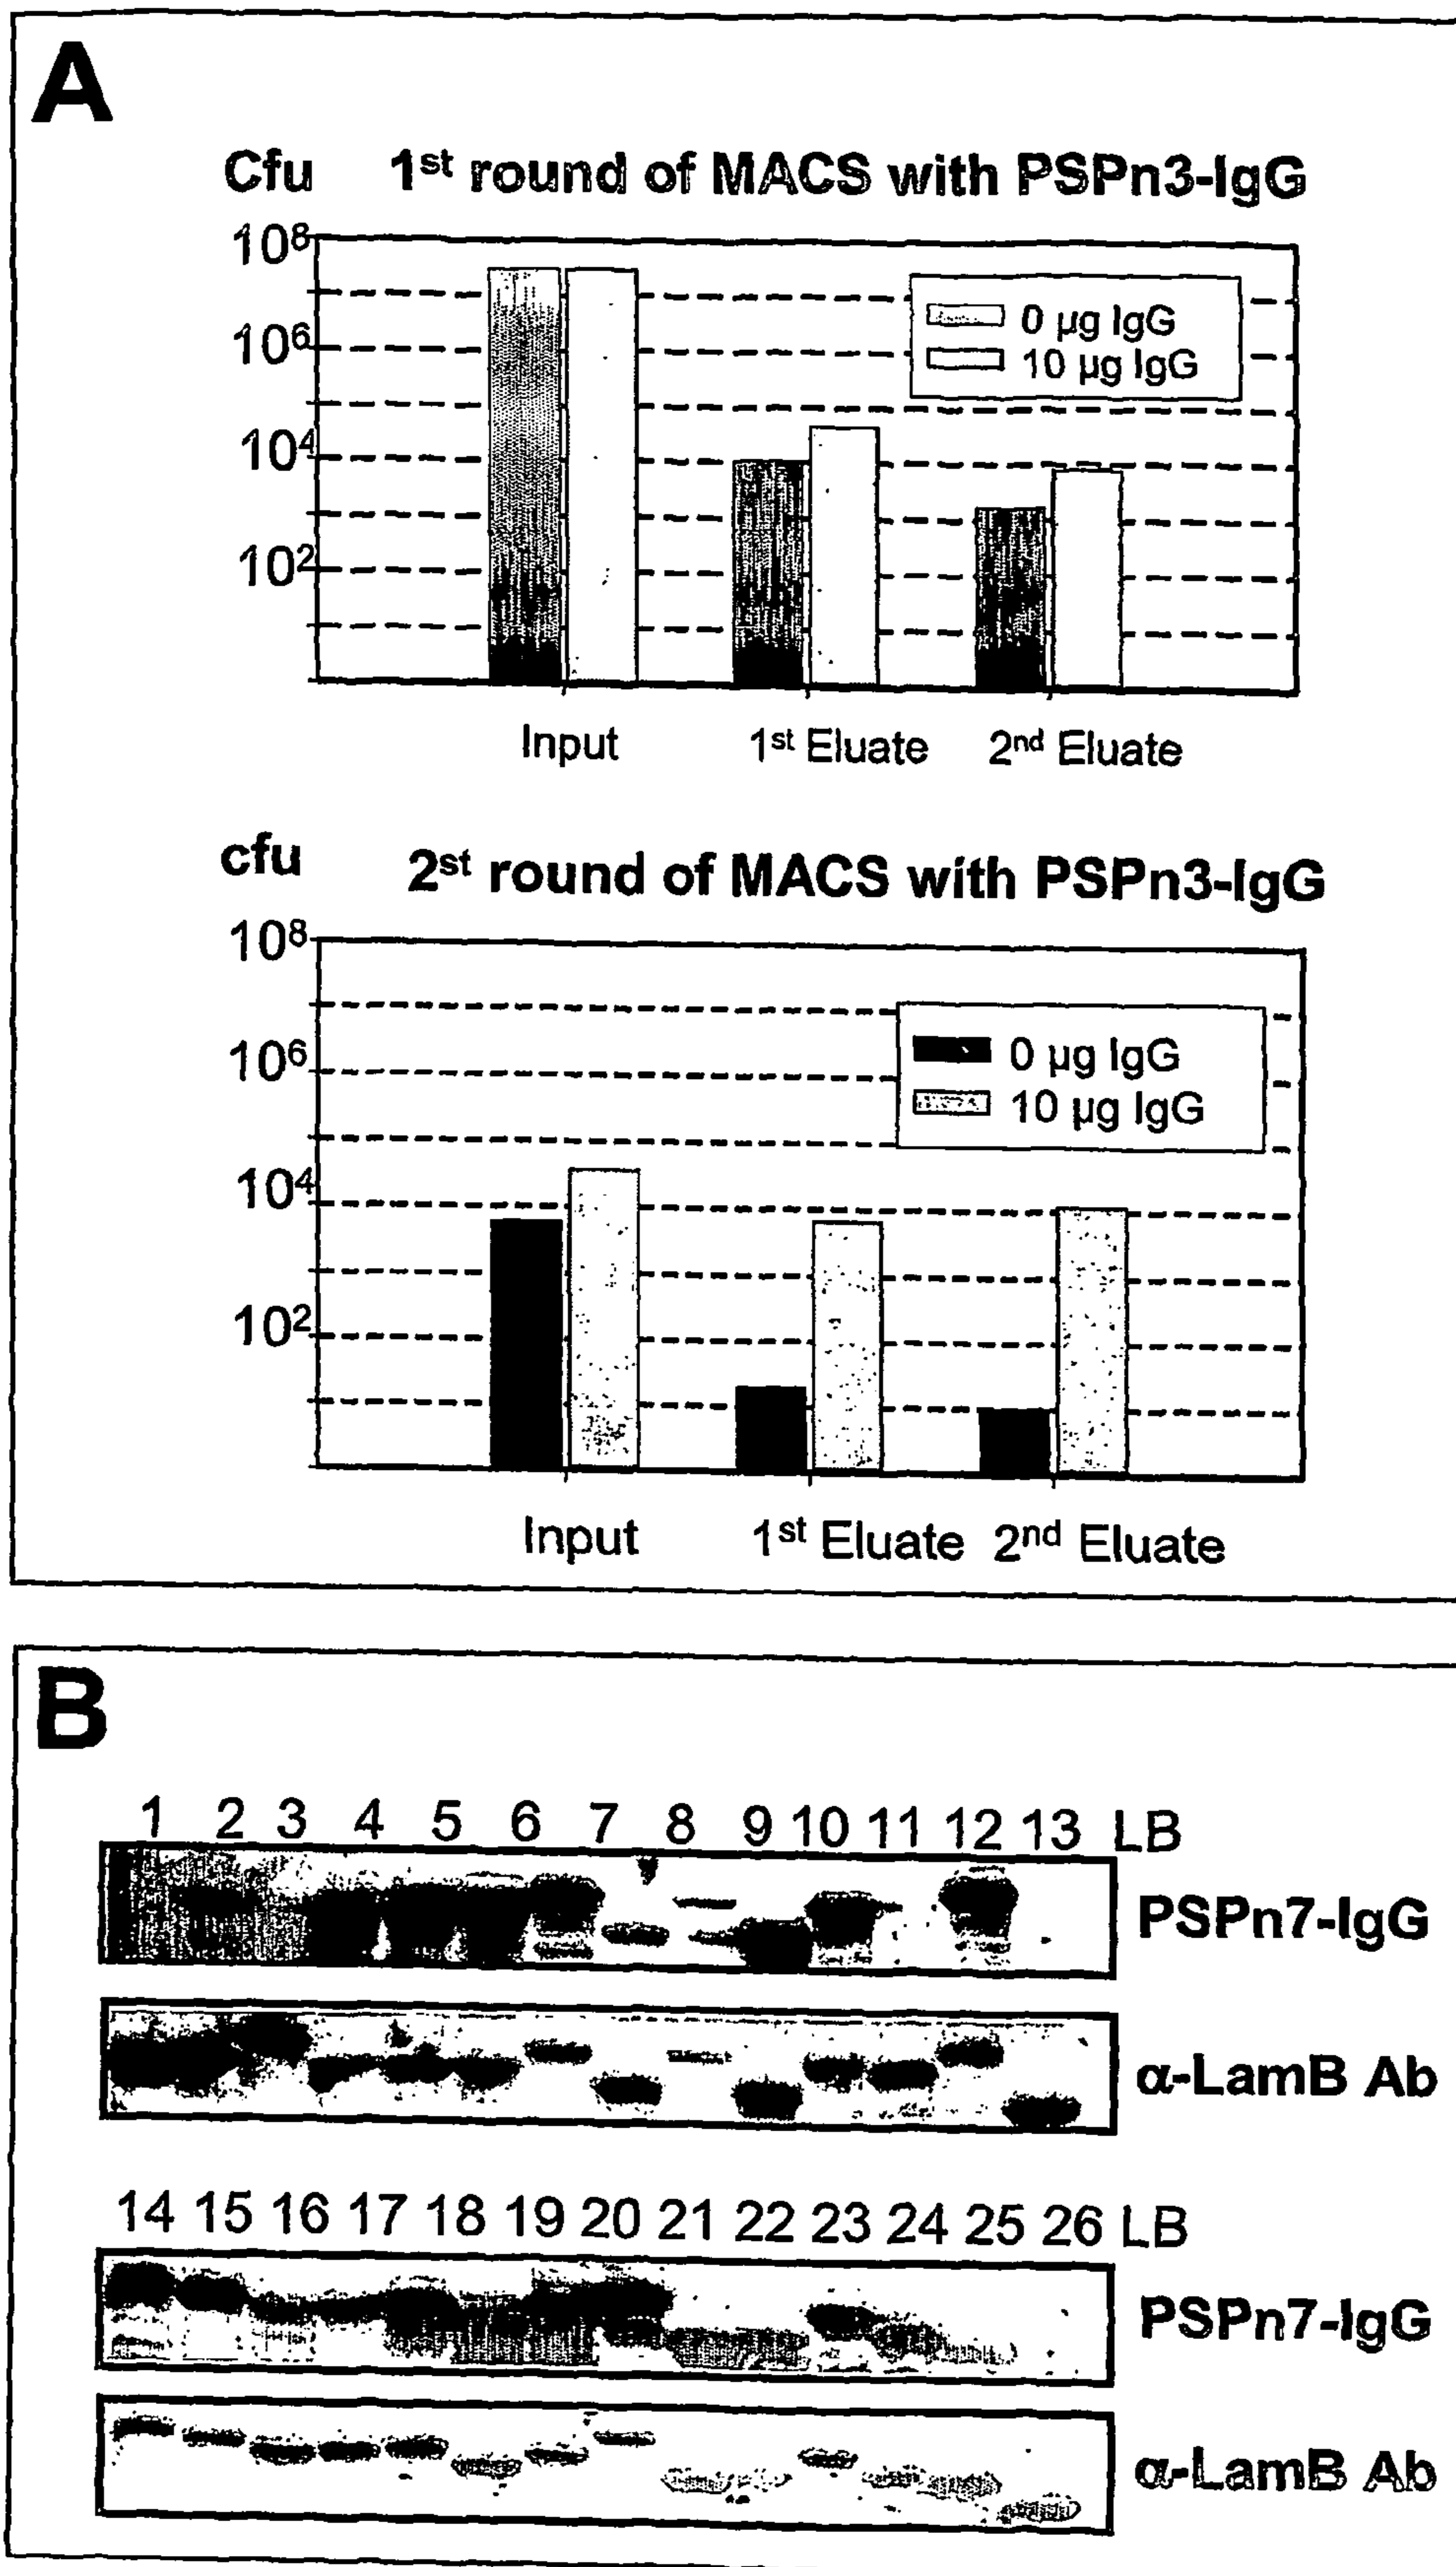 A
Cfu 1st round of MACS with PSPn3-IgG
10⁸
10⁶
10⁴
10²
0 µg IgG
10 µg IgG
Input 1st Eluate 2nd Eluate
cfu 2st round of MACS with PSPn3-IgG
10⁸
10⁶
10⁴
10²
0 µg IgG
10 µg IgG
Input 1st Eluate 2nd Eluate
B
1 2 3 4 5 6 7 8 9 10 11 12 13 LB
PSPn7-IgG
α-LamB Ab
14 15 16 17 18 19 20 21 22 23 24 25 26 LB
PSPn7-IgG
α-LamB Ab